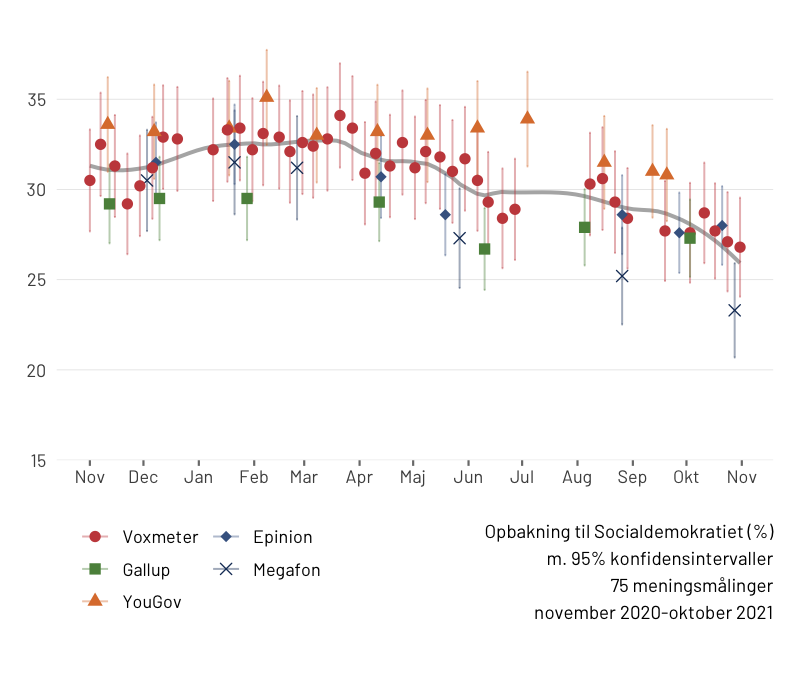 35
30
25
20
15
Nov Dec Jan Feb Mar Apr Maj Jun Jul Aug Sep Okt Nov
Voxmeter Epinion
Gallup Megafon
YouGov
Opbakning til Socialdemokratiet (%)
m. 95% konfidensintervaller
75 meningsmålinger
november 2020-oktober 2021